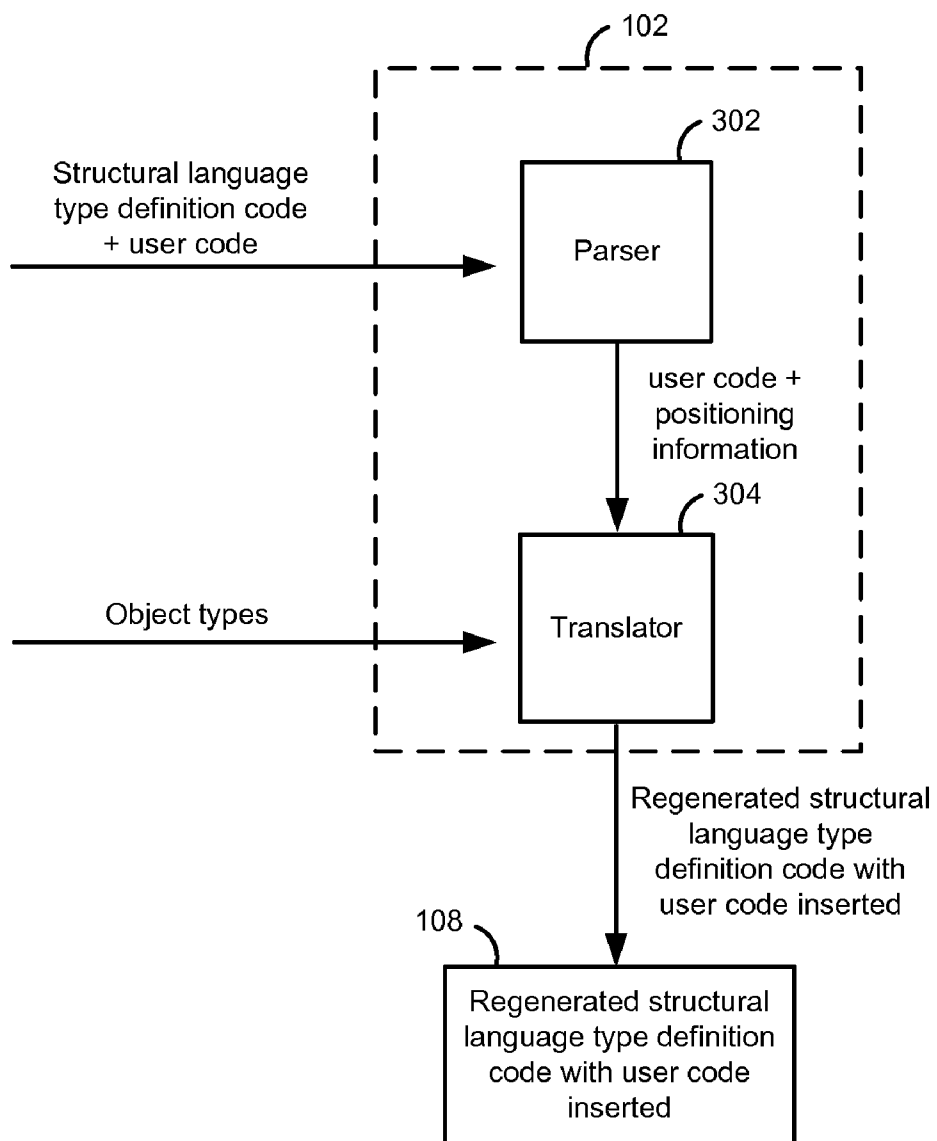 102
302
Structural language
type definition code
+ user code
Parser
user code +
positioning
information
304
Object types
Translator
Regenerated structural
language type
definition code with
user code inserted
108
Regenerated structural
language type definition
code with user code
inserted